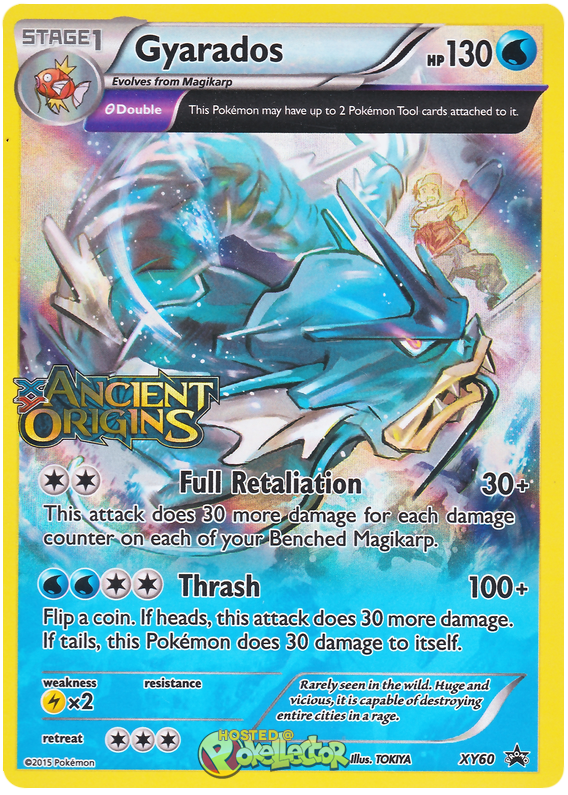 STAGE1
Gyarados
HP130
Evolves from Magikarp
θDouble
This Pokémon may have up to 2 Pokémon Tool cards attached to it.
XY
ANCIENT
ORIGINS
Full Retaliation 30+
This attack does 30 more damage for each damage
counter on each of your Benched Magikarp.
Thrash 100+
Flip a coin. If heads, this attack does 30 more damage.
If tails, this Pokémon does 30 damage to itself.
weakness resistance
×2
Rarely seen in the wild. Huge and
vicious, it is capable of destroying
entire cities in a rage.
retreat
HOSTED @
Pokellector
©2015 Pokémon
Illus. TOKIYA
XY60